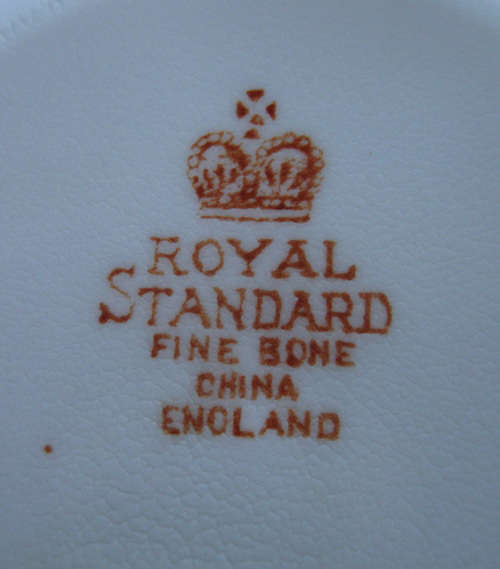 ROYAL
STANDARD
FINE BONE
CHINA
ENGLAND